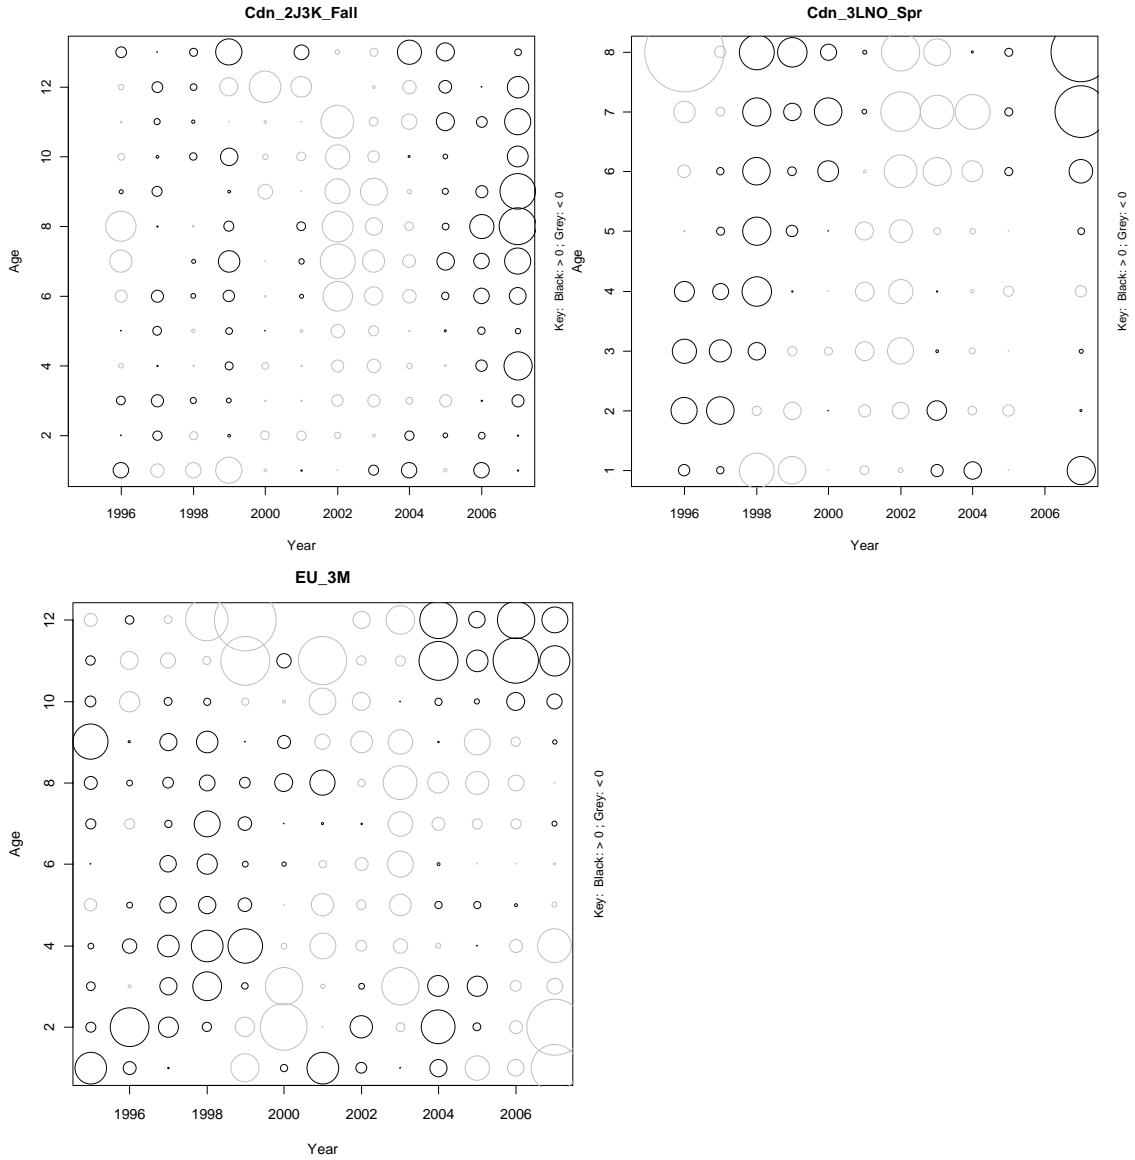 Cdn_2J3K_Fall
Age
12
10
8
6
4
2
1996 1998 2000 2002 2004 2006
Year
Key: Black: > 0 ; Grey: < 0
Cdn_3LNO_Spr
Age
8
7
6
5
4
3
2
1
1996 1998 2000 2002 2004 2006
Year
Key: Black: > 0 ; Grey: < 0
EU_3M
Age
12
10
8
6
4
2
1996 1998 2000 2002 2004 2006
Year
Key: Black: > 0 ; Grey: < 0